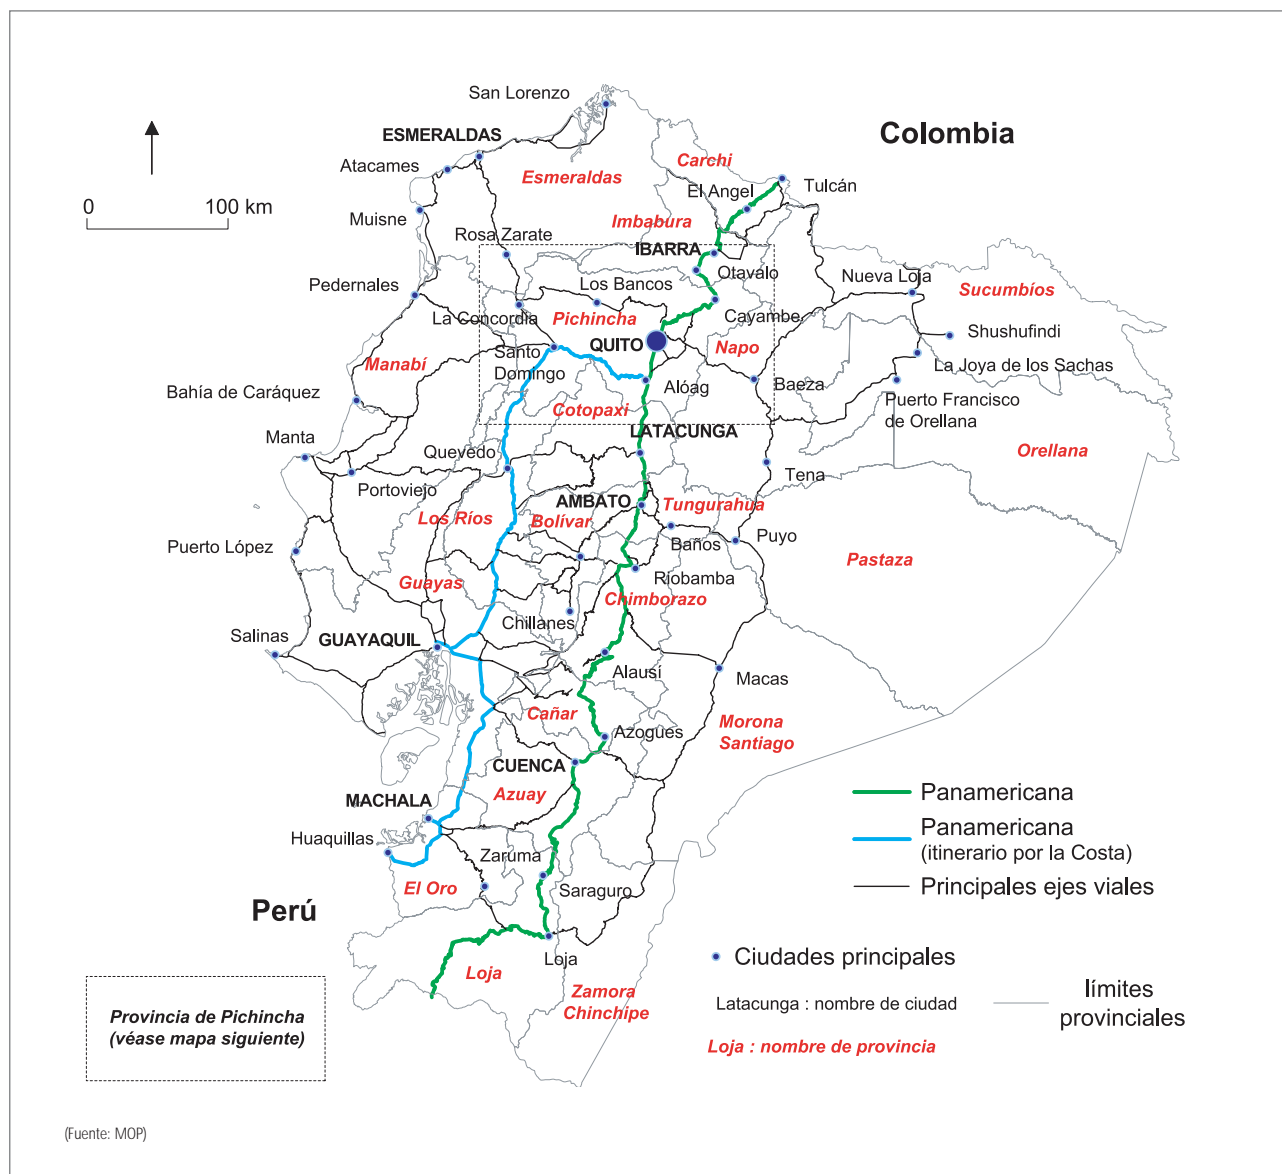 San Lorenzo
ESMERALDAS
Colombia
Atacames
Carchi
Esmeraldas
El Angel
Tulcán
0
100 km
Muisne
Imbabura
Rosa Zarate
IBARRA
Otavalo
Nueva Loja
Pedernales
Los Bancos
Sucumbíos
La Concordia
Pichincha
Cayambe
Shushufindi
QUITO
Napo
Santo
Domingo
Manabí
La Joya de los Sachas
Bahía de Caráquez
Alóag
Baeza
Puerto Francisco
de Orellana
Cotopaxi
Manta
LATACUNGA
Quevedo
Orellana
Tena
Portoviejo
AMBATO
Tungurahua
Los Ríos
Bolívar
Puerto López
Baños
Puyo
Pastaza
Guayas
Riobamba
Chimborazo
Salinas
GUAYAQUIL
Chillanes
Alausí
Macas
Cañar
Morona
Santiago
Azogues
CUENCA
Azuay
Panamericana
MACHALA
Panamericana
(itinerario por la Costa)
Huaquillas
Zaruma
Principales ejes viales
El Oro
Saraguro
Perú
Loja
Ciudades principales
Loja
Zamora
Chinchipe
Latacunga : nombre de ciudad
límites
provinciales
Provincia de Pichincha
(véase mapa siguiente)
Loja : nombre de provincia
(Fuente: MOP)